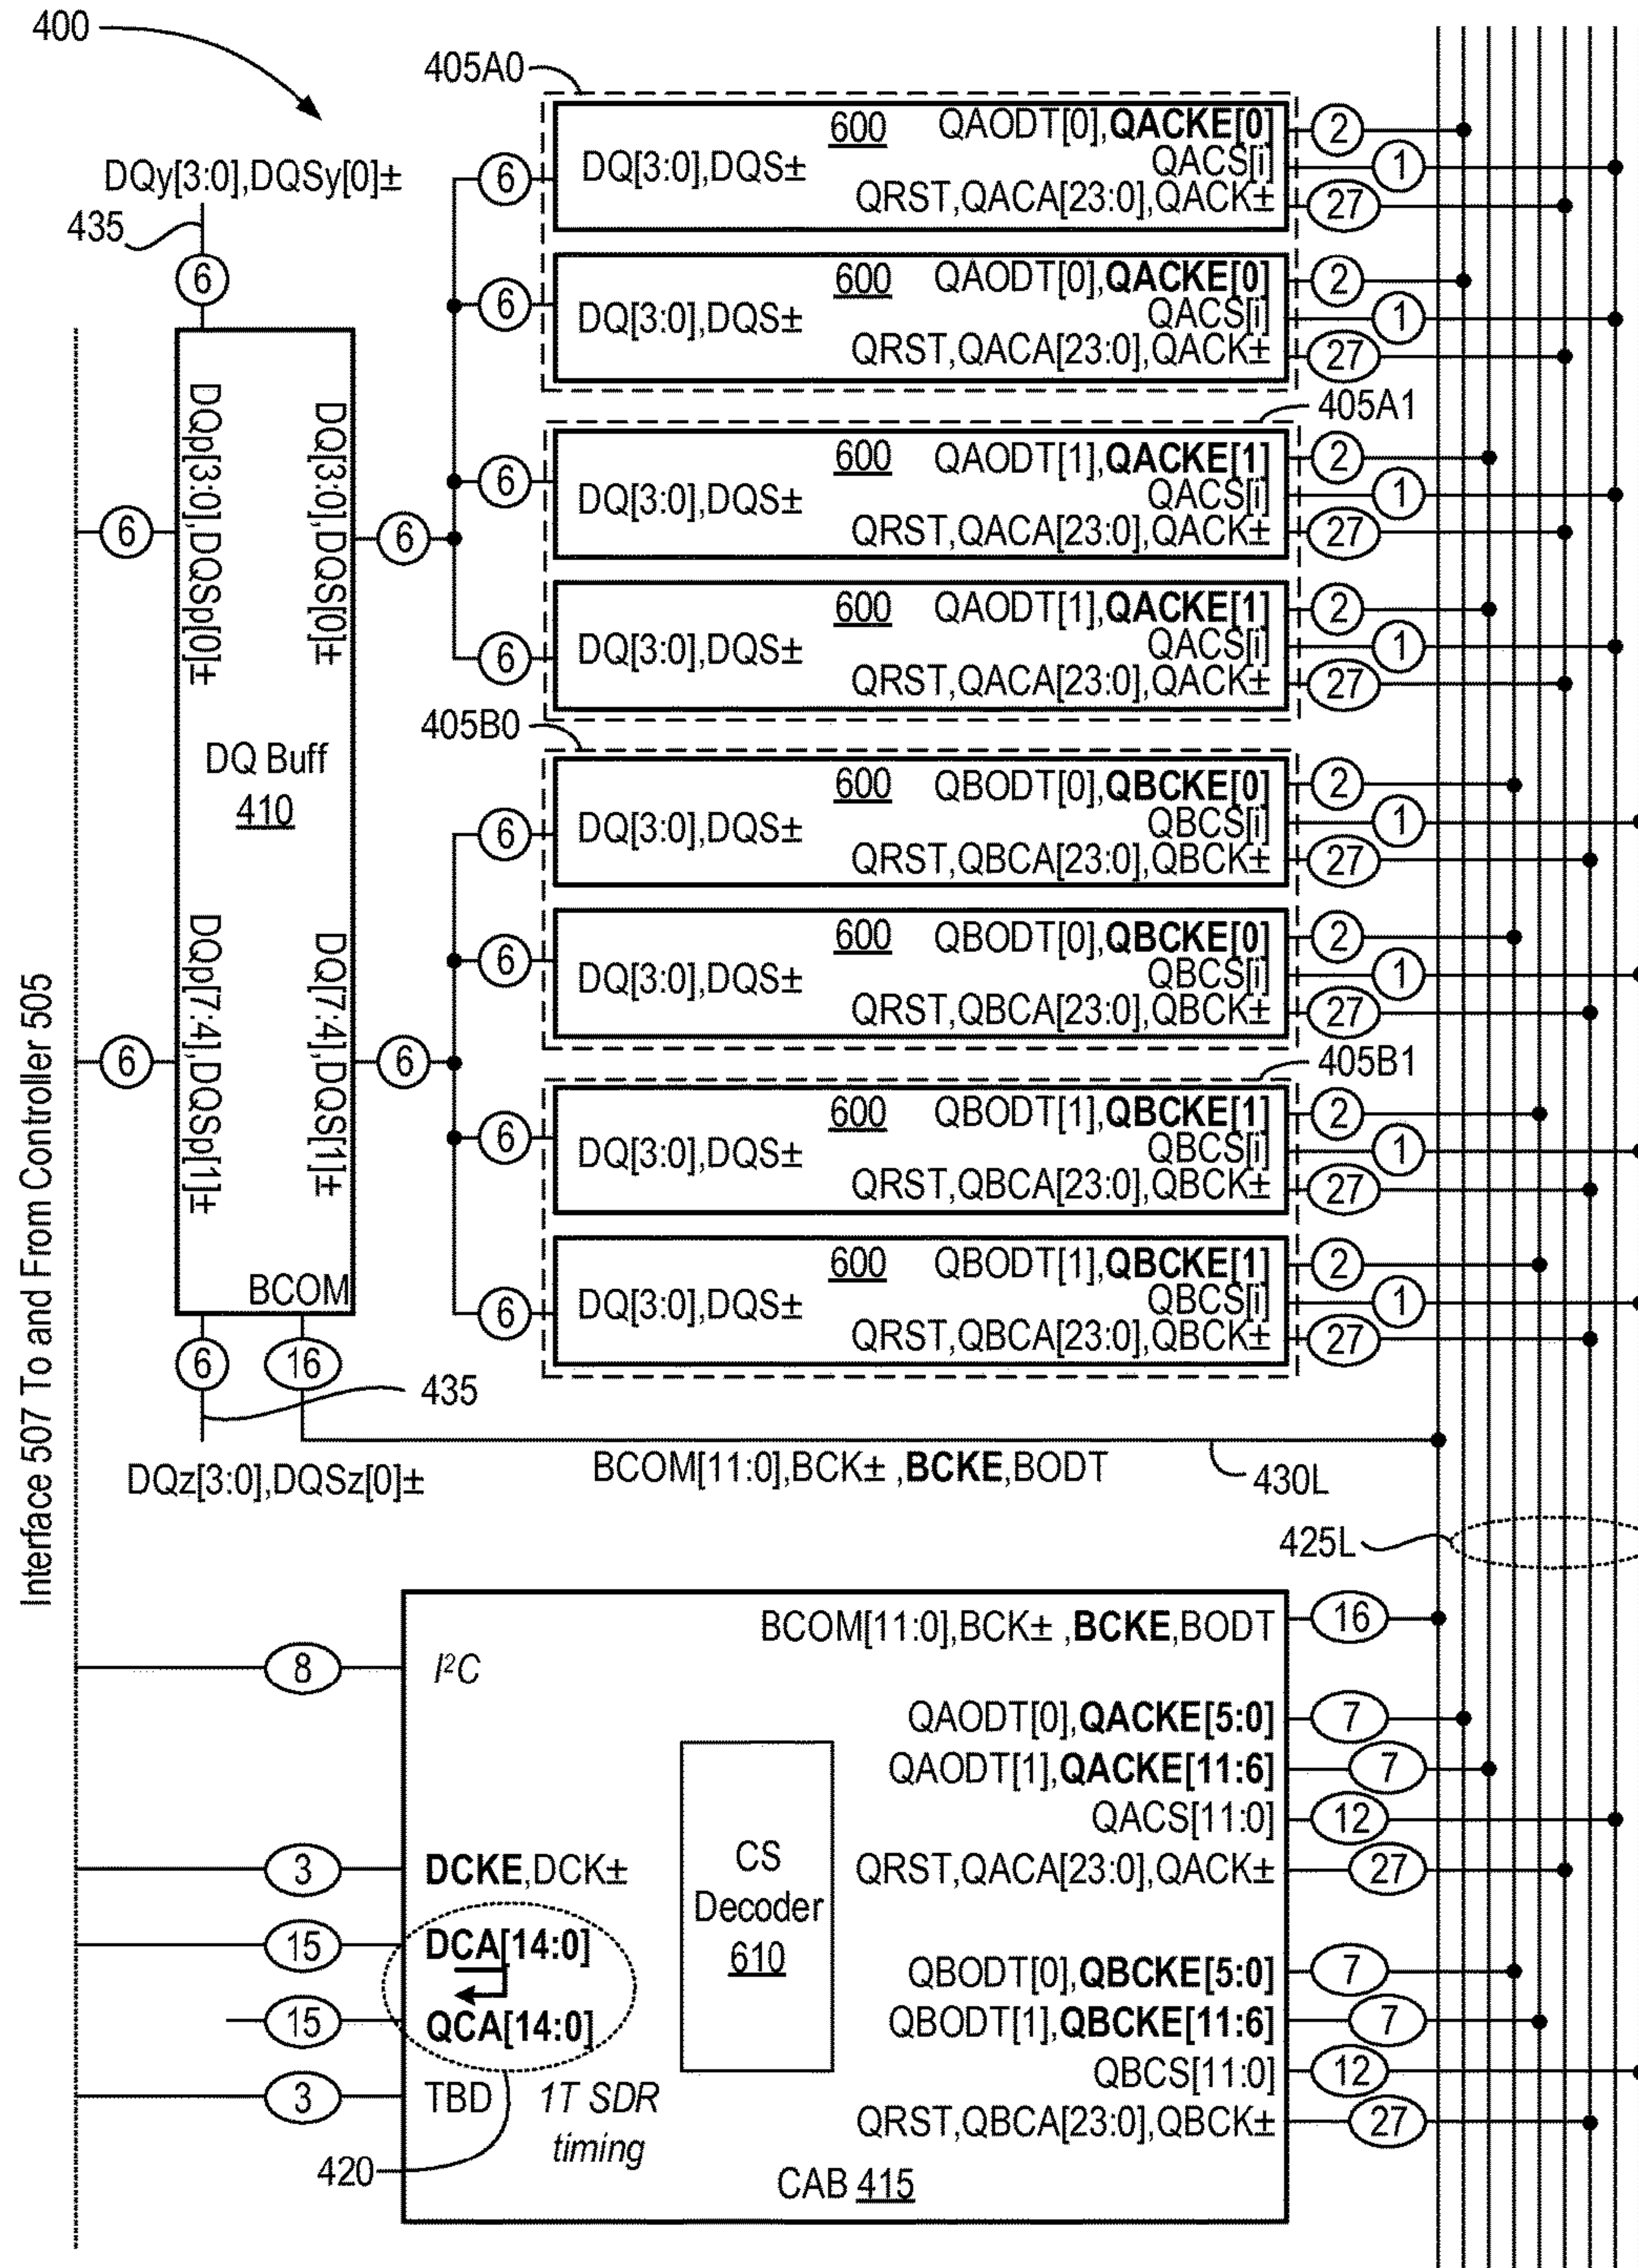 400
405A0
DQy[3:0],DQSy[0]±
435
6
6
DQ[3:0],DQS±
600
QAODT[0],QACKE[0]
QACS[i]
QRST,QACA[23:0],QACK±
2
1
27
6
DQ[3:0],DQS±
600
QAODT[0],QACKE[0]
QACS[i]
QRST,QACA[23:0],QACK±
2
1
27
405A1
6
DQ[3:0],DQS±
600
QAODT[1],QACKE[1]
QACS[i]
QRST,QACA[23:0],QACK±
2
1
27
6
DQ[3:0],DQS±
600
QAODT[1],QACKE[1]
QACS[i]
QRST,QACA[23:0],QACK±
2
1
27
6
DQp[3:0],DQSp[0]±
DQ[3:0],DQS[0]±
6
DQ Buff
410
6
DQp[7:4],DQSp[1]±
DQ[7:4],DQS[1]±
6
BCOM
405B0
6
DQ[3:0],DQS±
600
QBODT[0],QBCKE[0]
QBCS[i]
QRST,QBCA[23:0],QBCK±
2
1
27
6
DQ[3:0],DQS±
600
QBODT[0],QBCKE[0]
QBCS[i]
QRST,QBCA[23:0],QBCK±
2
1
27
405B1
6
DQ[3:0],DQS±
600
QBODT[1],QBCKE[1]
QBCS[i]
QRST,QBCA[23:0],QBCK±
2
1
27
6
DQ[3:0],DQS±
600
QBODT[1],QBCKE[1]
QBCS[i]
QRST,QBCA[23:0],QBCK±
2
1
27
6
16
435
DQz[3:0],DQSz[0]±
BCOM[11:0],BCK± ,BCKE,BODT
430L
425L
Interface 507 To and From Controller 505
BCOM[11:0],BCK± ,BCKE,BODT
16
8
I²C
QAODT[0],QACKE[5:0]
7
QAODT[1],QACKE[11:6]
7
QACS[11:0]
12
3
DCKE,DCK±
CS
Decoder
610
QRST,QACA[23:0],QACK±
27
15
DCA[14:0]
QBODT[0],QBCKE[5:0]
7
15
QCA[14:0]
QBODT[1],QBCKE[11:6]
7
3
TBD
1T SDR
timing
QBCS[11:0]
12
QRST,QBCA[23:0],QBCK±
27
420
CAB 415